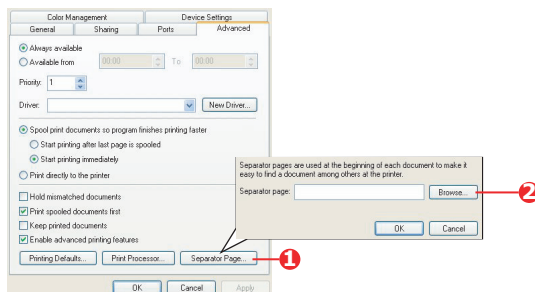 Color Management Device Settings
General Sharing Ports Advanced
Always available
Available from 00:00 To 00:00
Priority: 1
Driver: New Driver...
Spool print documents so program finishes printing faster
Start printing after last page is spooled
Start printing immediately
Print directly to the printer
Hold mismatched documents
Print spooled documents first
Keep printed documents
Enable advanced printing features
Printing Defaults... Print Processor... Separator Page... 1
OK Cancel Apply
Separator pages are used at the beginning of each document to make it
easy to find a document among others at the printer.
Separator page: Browse... 2
OK Cancel